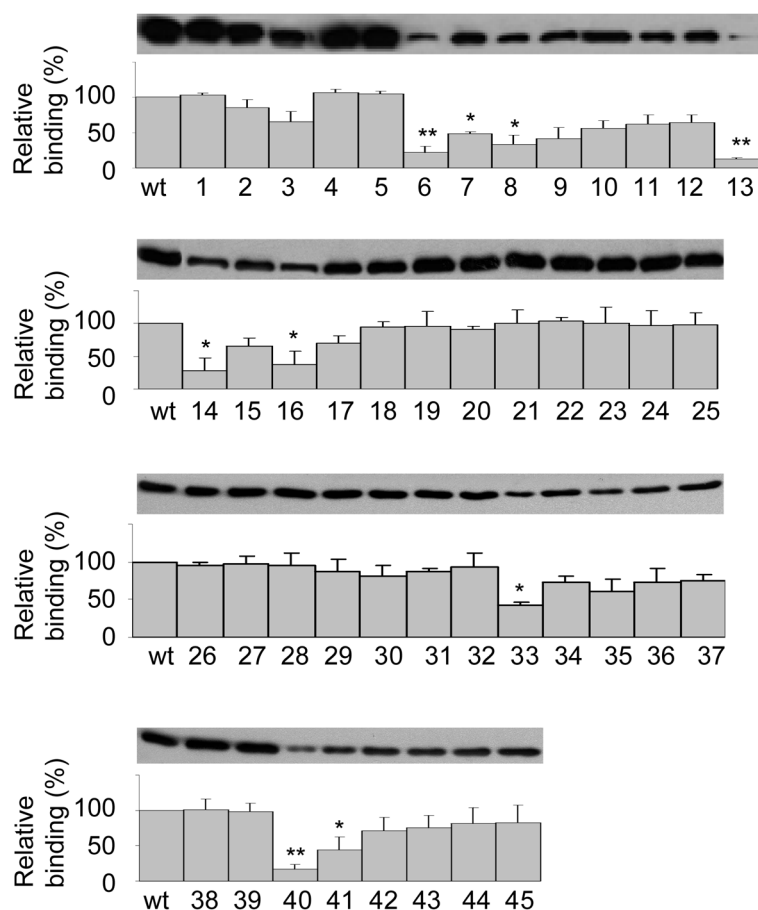 Relative
binding (%)
100
50
0
** * * **
wt 1 2 3 4 5 6 7 8 9 10 11 12 13
Relative
binding (%)
100
50
0
* *
wt 14 15 16 17 18 19 20 21 22 23 24 25
Relative
binding (%)
100
50
0
*
wt 26 27 28 29 30 31 32 33 34 35 36 37
Relative
binding (%)
100
50
0
** *
wt 38 39 40 41 42 43 44 45